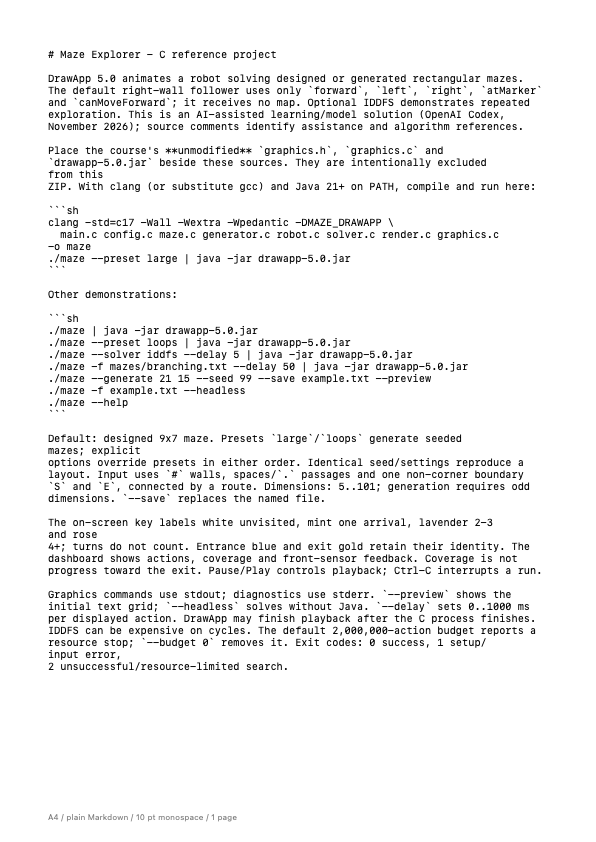 # Maze Explorer - C reference project
DrawApp 5.0 animates a robot solving designed or generated rectangular mazes.
The default right-wall follower uses only `forward`, `left`, `right`, `atMarker`
and `canMoveForward`; it receives no map. Optional IDDFS demonstrates repeated
exploration. This is an AI-assisted learning/model solution (OpenAI Codex,
November 2026); source comments identify assistance and algorithm references.
Place the course's **unmodified** `graphics.h`, `graphics.c` and
`drawapp-5.0.jar` beside these sources. They are intentionally excluded
from this
ZIP. With clang (or substitute gcc) and Java 21+ on PATH, compile and run here:
```sh
clang -std=c17 -Wall -Wextra -Wpedantic -DMAZE_DRAWAPP \
  main.c config.c maze.c generator.c robot.c solver.c render.c graphics.c
-o maze
./maze --preset large | java -jar drawapp-5.0.jar
```
Other demonstrations:
```sh
./maze | java -jar drawapp-5.0.jar
./maze --preset loops | java -jar drawapp-5.0.jar
./maze --solver iddfs --delay 5 | java -jar drawapp-5.0.jar
./maze -f mazes/branching.txt --delay 50 | java -jar drawapp-5.0.jar
./maze --generate 21 15 --seed 99 --save example.txt --preview
./maze -f example.txt --headless
./maze --help
```
Default: designed 9x7 maze. Presets `large`/`loops` generate seeded
mazes; explicit
options override presets in either order. Identical seed/settings reproduce a
layout. Input uses `#` walls, spaces/`.` passages and one non-corner boundary
`S` and `E`, connected by a route. Dimensions: 5..101; generation requires odd
dimensions. `--save` replaces the named file.
The on-screen key labels white unvisited, mint one arrival, lavender 2-3
and rose
4+; turns do not count. Entrance blue and exit gold retain their identity. The
dashboard shows actions, coverage and front-sensor feedback. Coverage is not
progress toward the exit. Pause/Play controls playback; Ctrl-C interrupts a run.
Graphics commands use stdout; diagnostics use stderr. `--preview` shows the
initial text grid; `--headless` solves without Java. `--delay` sets 0..1000 ms
per displayed action. DrawApp may finish playback after the C process finishes.
IDDFS can be expensive on cycles. The default 2,000,000-action budget reports a
resource stop; `--budget 0` removes it. Exit codes: 0 success, 1 setup/
input error,
2 unsuccessful/resource-limited search.
A4 / plain Markdown / 10 pt monospace / 1 page